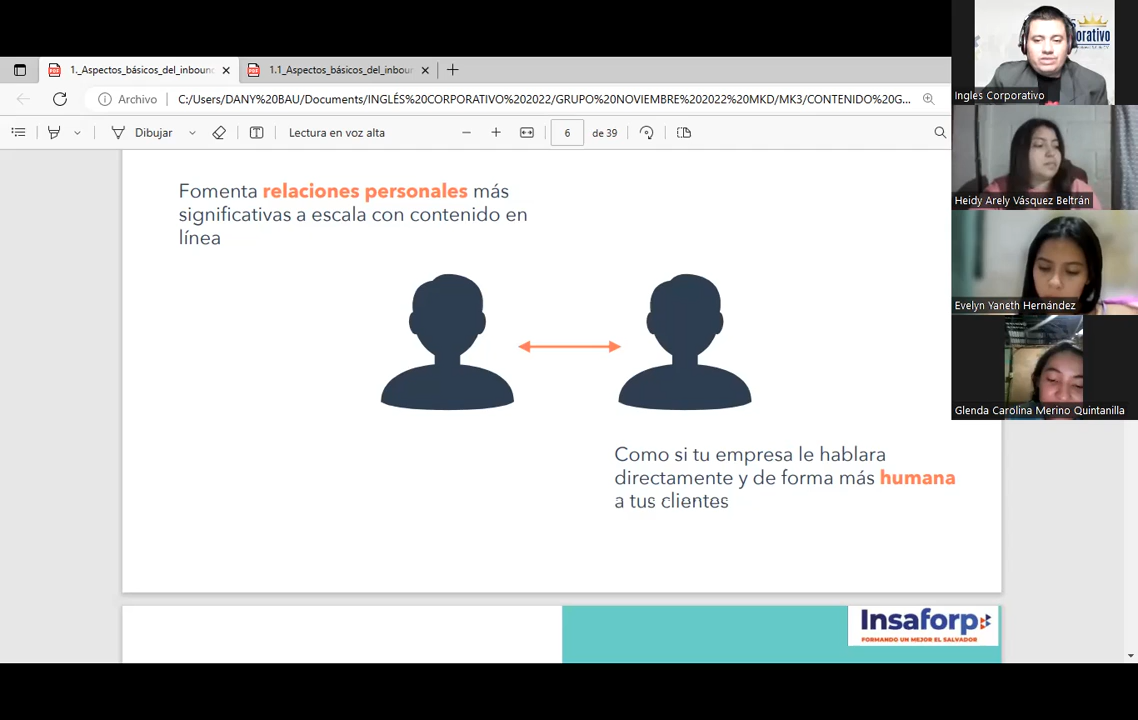 1._Aspectos_básicos_del_inbound
1.1_Aspectos_básicos_del_inbour
Archivo
C:/Users/DANY%20BAU/Documents/INGLÉS%20CORPORATIVO%202022/GRUPO%20NOVIEMBRE%202022%20MKD/MK3/CONTENIDO%20G...
Dibujar
Lectura en voz alta
6
de 39
Fomenta relaciones personales más
significativas a escala con contenido en
línea
Como si tu empresa le hablara
directamente y de forma más humana
a tus clientes
Insaforp
FORMANDO UN MEJOR EL SALVADOR
Ingles Corporativo
Heidy Arely Vásquez Beltrán
Evelyn Yaneth Hernández
Glenda Carolina Merino Quintanilla